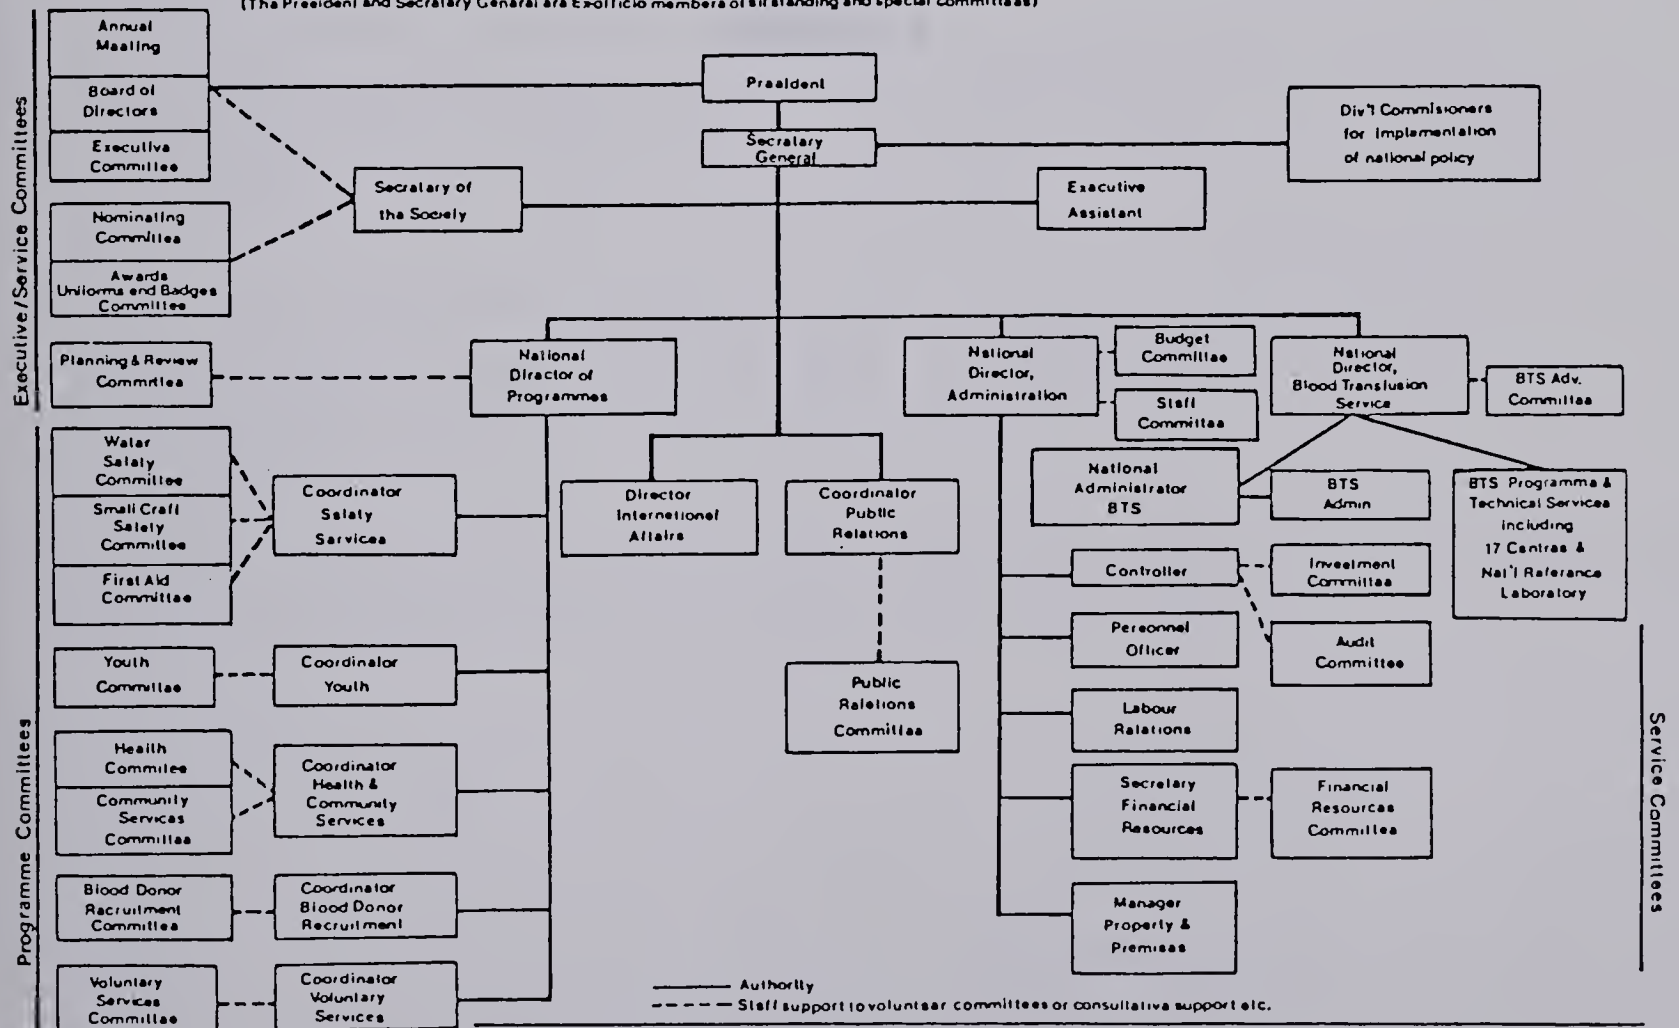 (The President and Secretary General are Ex-officio members of all standing and special committees)
Executive/Service Committees
Annual
Meeting
Board of
Directors
Executive
Committee
Nominating
Committee
Awards
Uniforms and Badges
Committee
Planning & Review
Committee
President
Secretary
General
Div'l Commisioners
for implementation
of national policy
Secretary of
the Society
Executive
Assistant
National
Director of
Programmes
National
Director,
Administration
Budget
Committee
Staff
Committee
National
Director,
Blood Transfusion
Service
BTS Adv.
Committee
Programme Committees
Water
Safety
Committee
Small Craft
Safety
Committee
First Aid
Committee
Coordinator
Safety
Services
Youth
Committee
Coordinator
Youth
Health
Commitee
Community
Services
Committee
Coordinator
Health &
Community
Services
Blood Donor
Recruitment
Committee
Coordinator
Blood Donor
Recruitment
Voluntary
Services
Committee
Coordinator
Voluntary
Services
Director
International
Affairs
Coordinator
Public
Relations
Public
Relations
Committee
National
Administrator
BTS
BTS
Admin
BTS Programme &
Technical Services
including
17 Centres &
Nat'l Reference
Laboratory
Controller
Investment
Committee
Audit
Committee
Personnel
Officer
Labour
Relations
Secretary
Financial
Resources
Financial
Resources
Committee
Manager
Property &
Premises
Service Committees
Authority
Staff support to volunteer committees or consultative support etc.